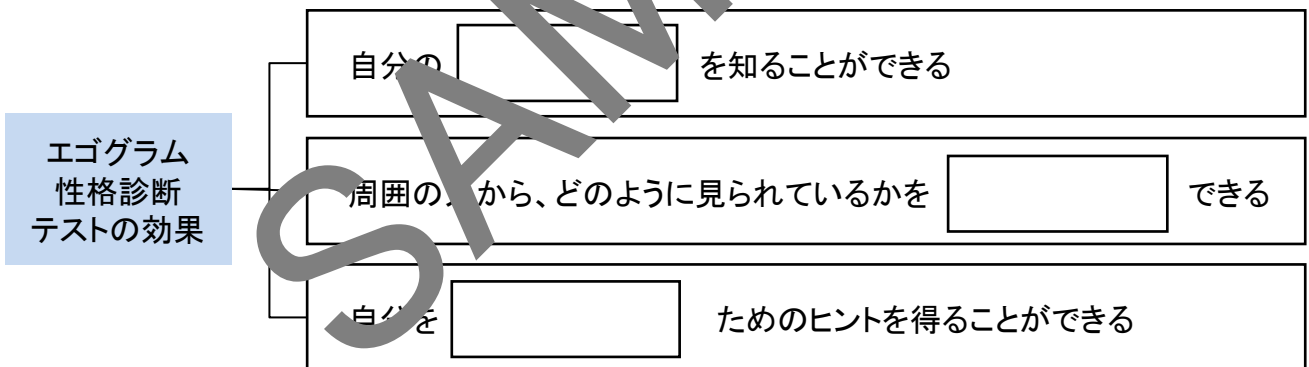 自分の を知ることができる
エゴグラム
性格診断
テストの効果
周囲の から、どのように見られているかを できる
自分を ためのヒントを得ることができる
SAM